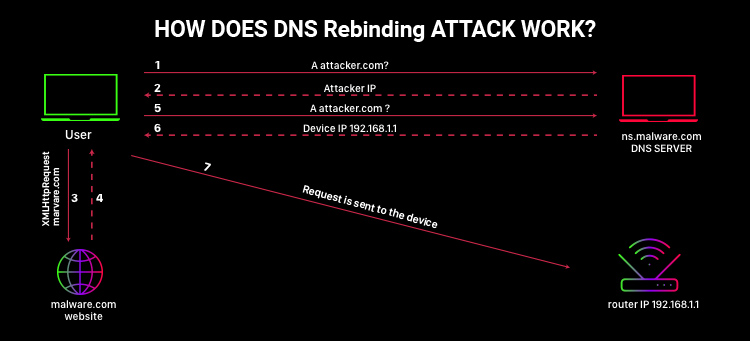 HOW DOES DNS Rebinding ATTACK WORK?
1 A attacker.com?
2 Attacker IP
5 A attacker.com ?
6 Device IP 192.168.1.1
User
ns.malware.com
DNS SERVER
XMLHttpRequest
marvare.com
3
4
7
Request is sent to the device
malware.com
website
router IP 192.168.1.1